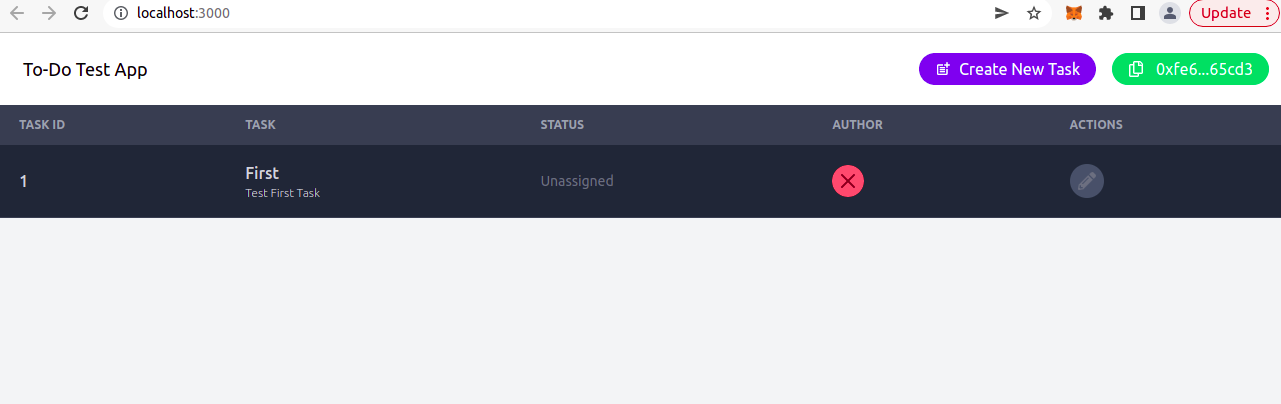 localhost:3000
Update
To-Do Test App
Create New Task
0xfe6...65cd3
TASK ID TASK STATUS AUTHOR ACTIONS
1 First Unassigned
Test First Task